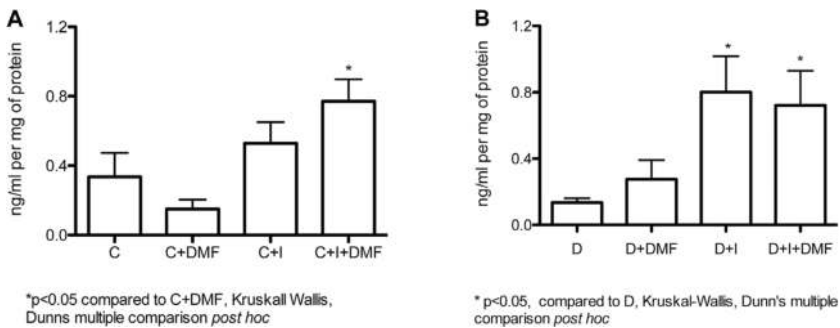 A
ng/ml per mg of protein
1.2
0.8
0.4
0.0
*
C C+DMF C+I C+I+DMF
*p<0.05 compared to C+DMF, Kruskall Wallis,
Dunns multiple comparison post hoc
B
ng/ml per mg of protein
1.2
0.8
0.4
0.0
* *
D D+DMF D+I D+I+DMF
* p<0.05, compared to D, Kruskal-Wallis, Dunn's multiple
comparison post hoc